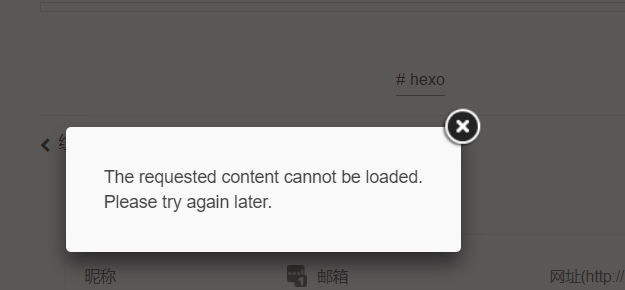 # hexo
The requested content cannot be loaded.
Please try again later.
昵称 邮箱 网址(http://